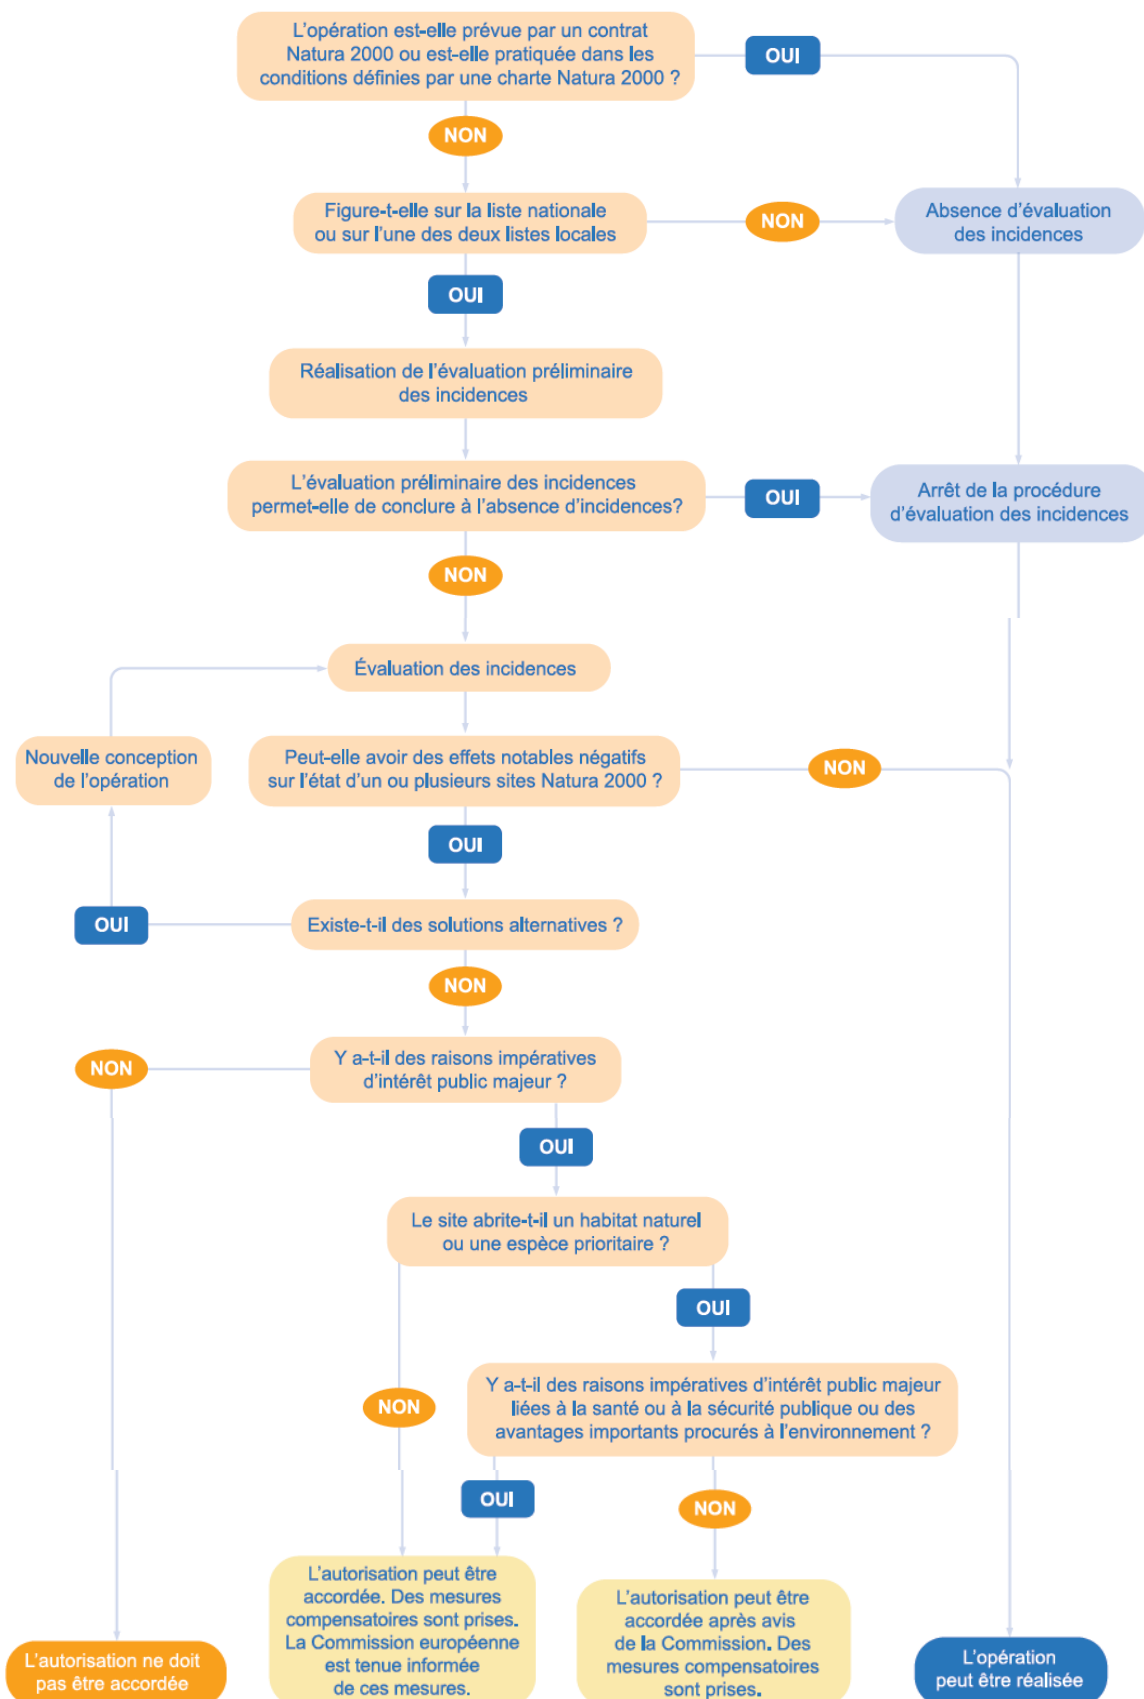 L'opération est-elle prévue par un contrat
Natura 2000 ou est-elle pratiquée dans les
conditions définies par une charte Natura 2000 ?
OUI
NON
Figure-t-elle sur la liste nationale
ou sur l'une des deux listes locales
NON
Absence d'évaluation
des incidences
OUI
Réalisation de l'évaluation préliminaire
des incidences
L'évaluation préliminaire des incidences
permet-elle de conclure à l'absence d'incidences?
OUI
Arrêt de la procédure
d'évaluation des incidences
NON
Évaluation des incidences
Nouvelle conception
de l'opération
Peut-elle avoir des effets notables négatifs
sur l'état d'un ou plusieurs sites Natura 2000 ?
NON
OUI
OUI
Existe-t-il des solutions alternatives ?
NON
NON
Y a-t-il des raisons impératives
d'intérêt public majeur ?
OUI
Le site abrite-t-il un habitat naturel
ou une espèce prioritaire ?
OUI
NON
Y a-t-il des raisons impératives d'intérêt public majeur
liées à la santé ou à la sécurité publique ou des
avantages importants procurés à l'environnement ?
OUI
NON
L'autorisation ne doit
pas être accordée
L'autorisation peut être
accordée. Des mesures
compensatoires sont prises.
La Commission européenne
est tenue informée
de ces mesures.
L'autorisation peut être
accordée après avis
de la Commission. Des
mesures compensatoires
sont prises.
L'opération
peut être réalisée